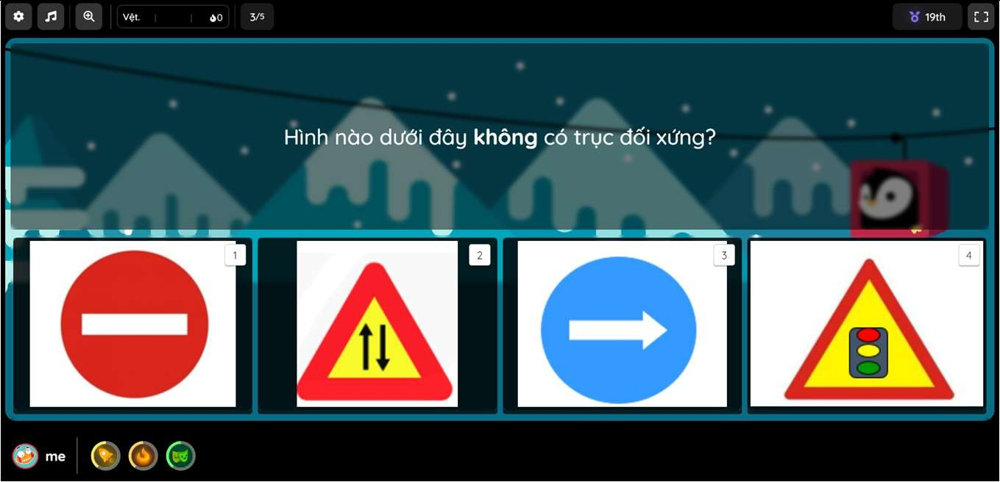 Vệt. 0 3/5 19th
Hình nào dưới đây không có trục đối xứng?
1 2 3 4
me